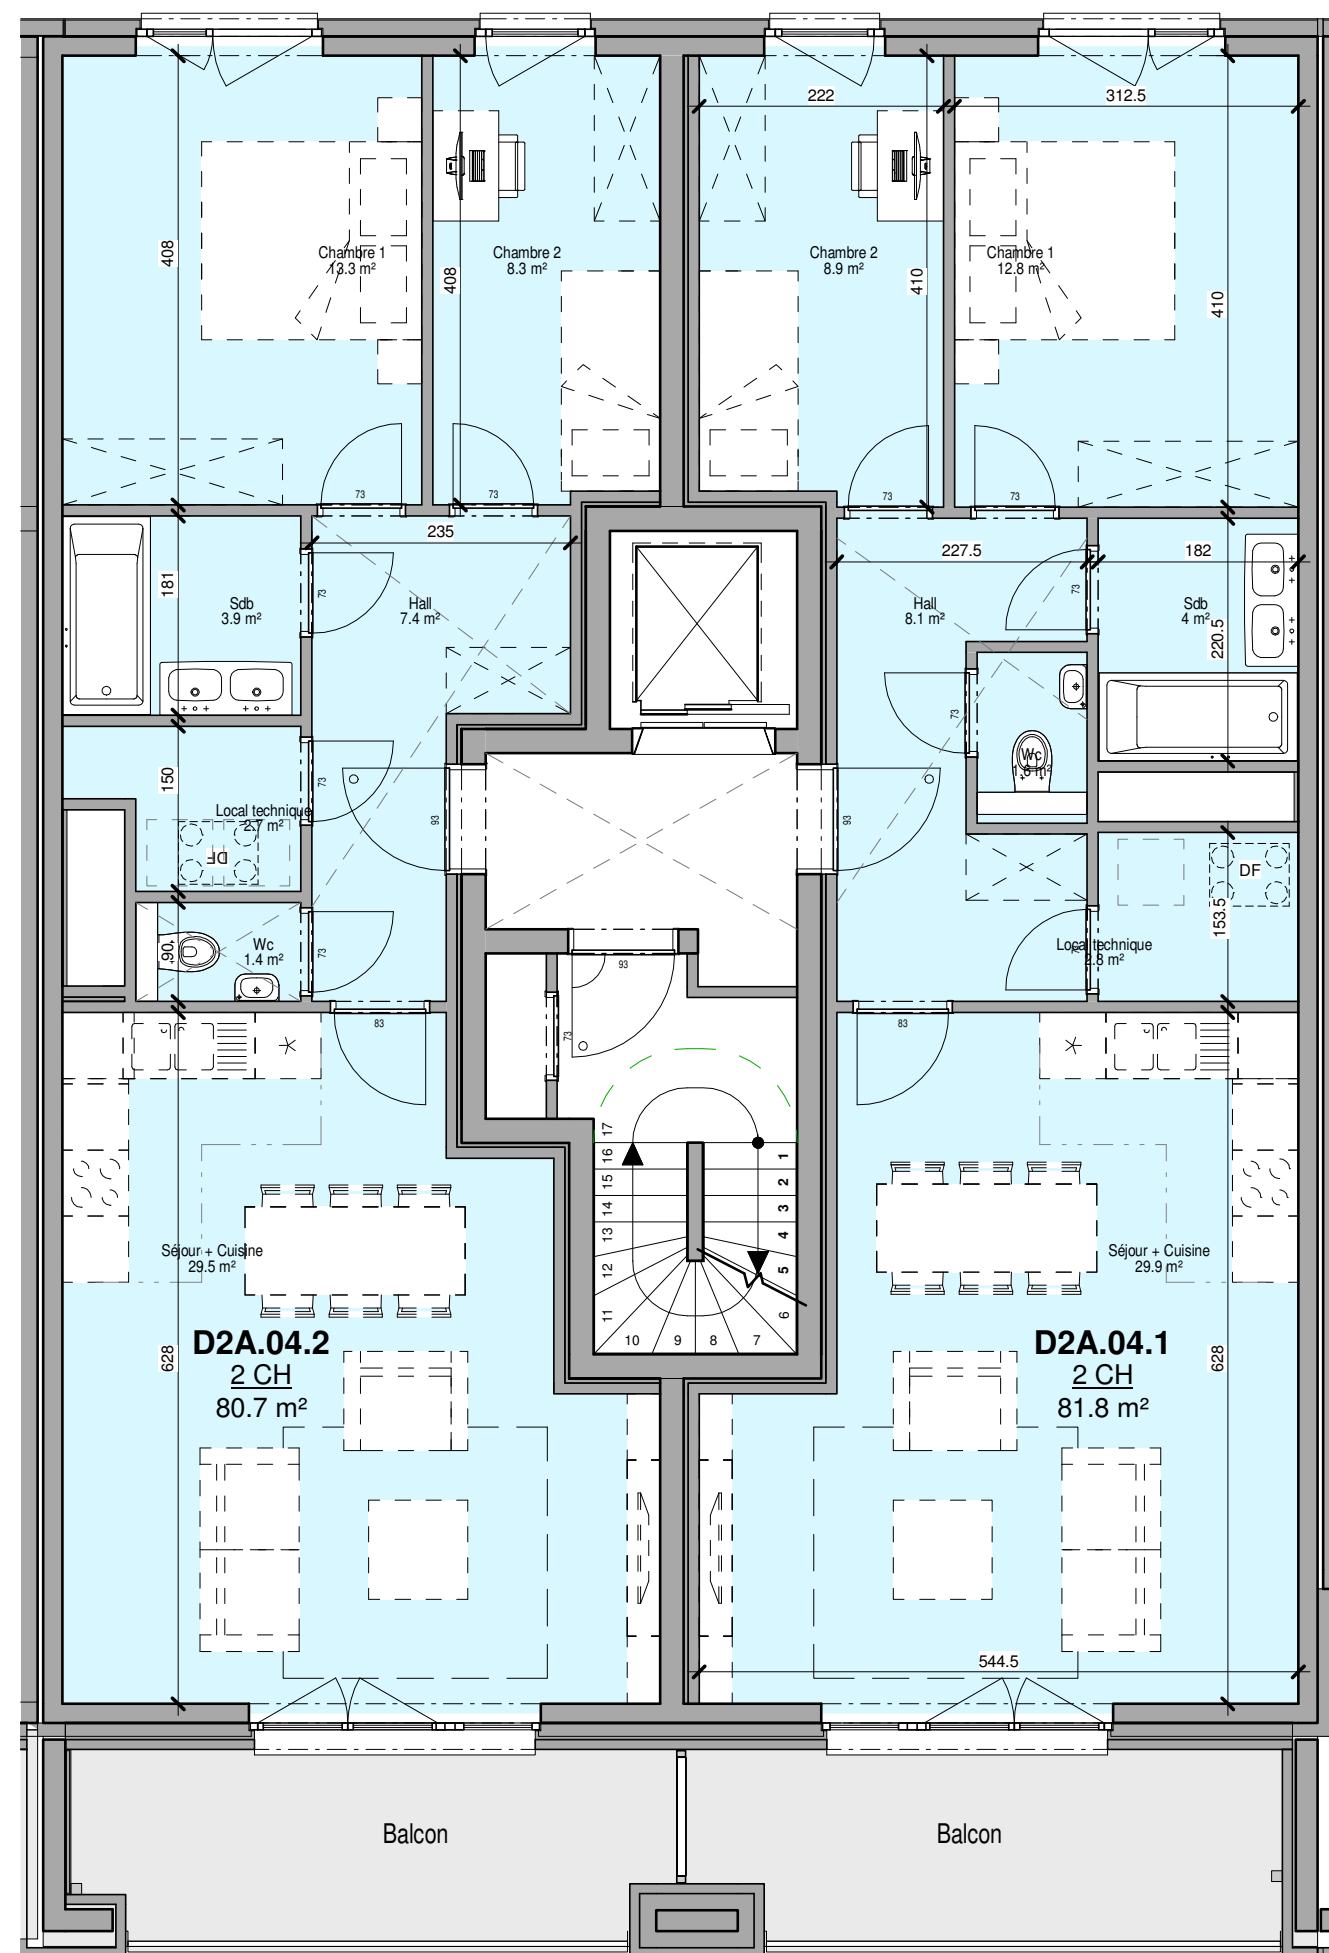 222
312.5
408
Chambre 1
13.3 m²
408
Chambre 2
8.3 m²
Chambre 2
8.9 m²
410
Chambre 1
12.8 m²
410
73
73
73
73
235
227.5
182
181
Sdb
3.9 m²
73
Hall
7.4 m²
Hall
8.1 m²
73
Sdb
4 m²
220.5
73
Wc
1.6 m²
150
73
Local technique
2.7 m²
DF
93
93
DF
153.5
90
Wc
1.4 m²
73
93
Local technique
2.8 m²
83
73
83
17
16
15
14
13
12
11
10
9
8
7
6
5
4
3
2
1
Séjour + Cuisine
29.5 m²
Séjour + Cuisine
29.9 m²
D2A.04.2
2 CH
80.7 m²
628
D2A.04.1
2 CH
81.8 m²
628
544.5
Balcon
Balcon